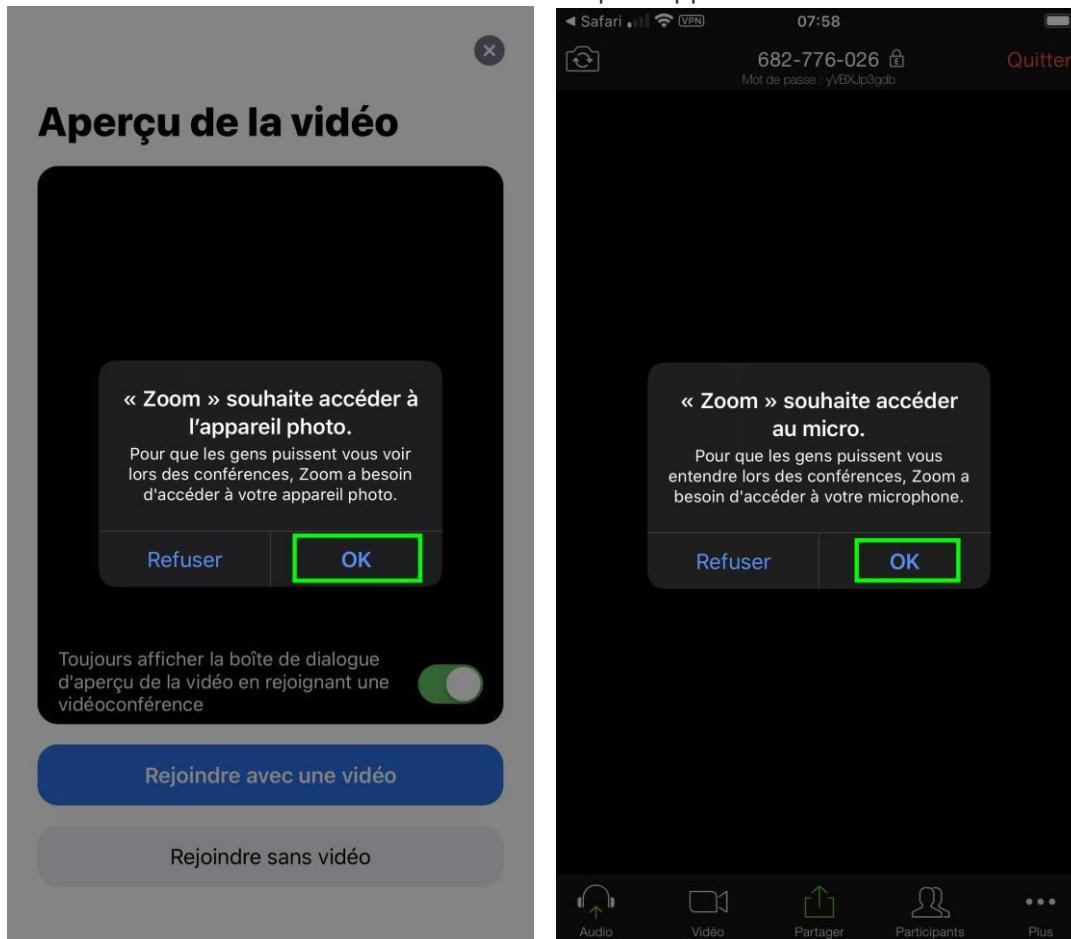 Aperçu de la vidéo
« Zoom » souhaite accéder à
l'appareil photo.
Pour que les gens puissent vous voir
lors des conférences, Zoom a besoin
d'accéder à votre appareil photo.
Refuser
OK
Toujours afficher la boîte de dialogue
d'aperçu de la vidéo en rejoignant une
vidéoconférence
Rejoindre avec une vidéo
Rejoindre sans vidéo
Safari
VPN
07:58
682-776-026
Quitter
Mot de passe : yVBXJp3gdb
« Zoom » souhaite accéder
au micro.
Pour que les gens puissent vous
entendre lors des conférences, Zoom a
besoin d'accéder à votre microphone.
Refuser
OK
Audio
Vidéo
Partager
Participants
Plus